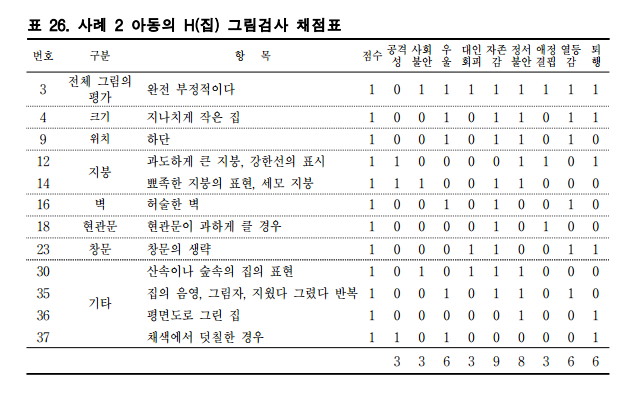 표 26. 사례 2 아동의 H(집) 그림검사 채점표
번호 구분 항 목 점수 공격성 사회불안 우울 대인회피 자존감 정서불안 애정결핍 열등감 퇴행
3 전체 그림의 평가 완전 부정적이다 1 0 1 1 1 1 1 1 1 1
4 크기 지나치게 작은 집 1 0 0 1 0 1 1 0 1 1
9 위치 하단 1 0 0 1 0 1 1 0 1 0
12 지붕 과도하게 큰 지붕, 강한선의 표시 1 1 0 0 0 0 1 1 0 1
14 뾰족한 지붕의 표현, 세모 지붕 1 1 1 0 0 1 1 0 0 0
16 벽 허술한 벽 1 0 0 1 0 1 0 0 1 0
18 현관문 현관문이 과하게 클 경우 1 0 0 0 0 1 0 1 0 0
23 창문 창문의 생략 1 0 0 0 1 1 0 0 1 1
30 기타 산속이나 숲속의 집의 표현 1 0 1 0 1 1 1 0 0 0
35 집의 음영, 그림자, 지웠다 그렸다 반복 1 0 0 1 0 1 1 0 1 0
36 평면도로 그린 집 1 0 0 0 0 0 1 0 0 1
37 채색에서 덧칠한 경우 1 1 0 1 0 0 0 0 0 1
3 3 6 3 9 8 3 6 6